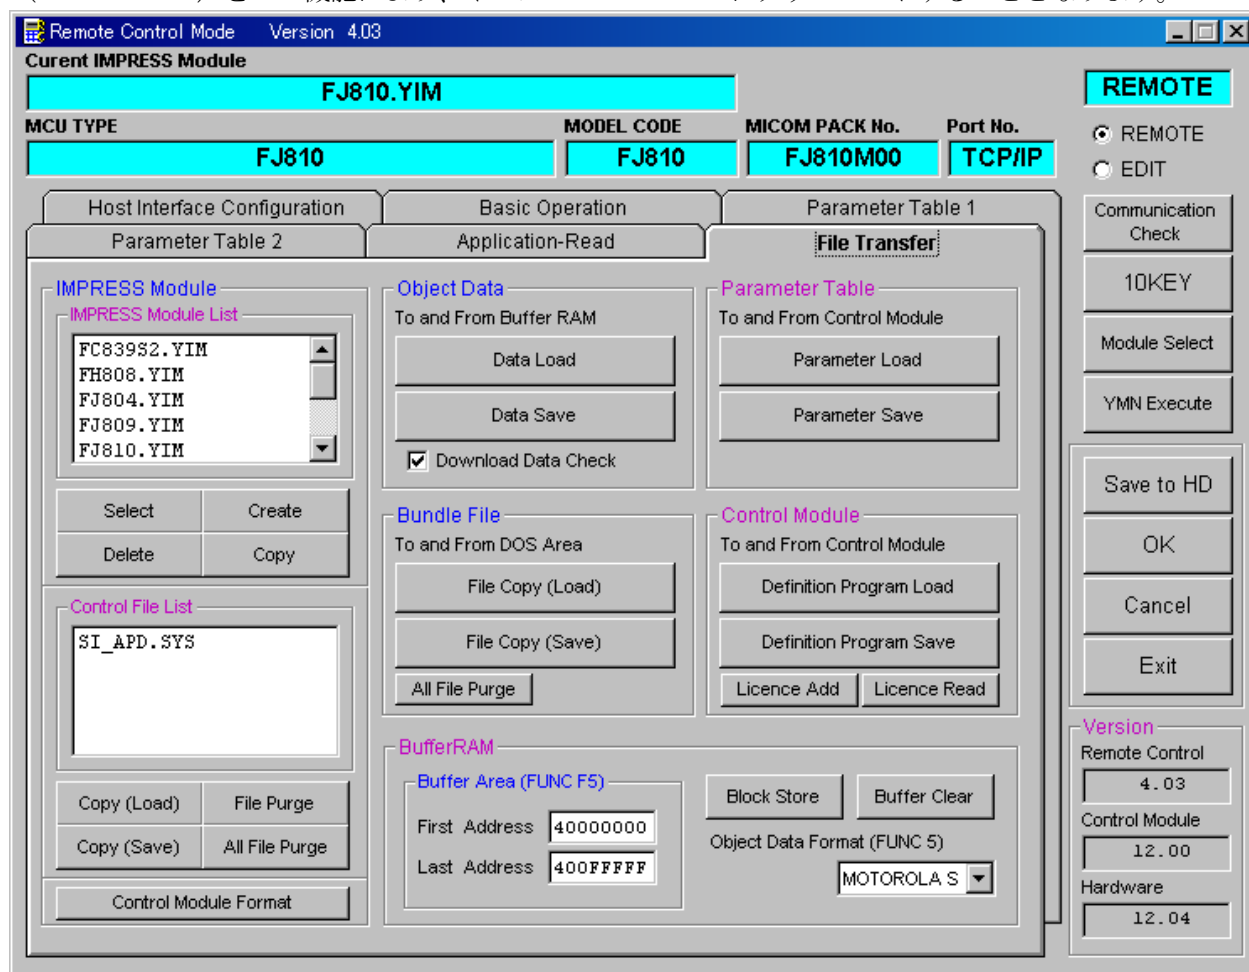 Remote Control Mode Version 4.03
Curent IMPRESS Module
FJ810.YIM
REMOTE
MCU TYPE
MODEL CODE
MICOM PACK No.
Port No.
FJ810
FJ810
FJ810M00
TCP/IP
REMOTE
EDIT
Host Interface Configuration
Basic Operation
Parameter Table 1
Parameter Table 2
Application-Read
File Transfer
Communication
Check
10KEY
Module Select
YMN Execute
IMPRESS Module
IMPRESS Module List
FC839S2.YIM
FH808.YIM
FJ804.YIM
FJ809.YIM
FJ810.YIM
Select
Create
Delete
Copy
Control File List
SI_APD.SYS
Copy (Load)
File Purge
Copy (Save)
All File Purge
Control Module Format
Object Data
To and From Buffer RAM
Data Load
Data Save
Download Data Check
Parameter Table
To and From Control Module
Parameter Load
Parameter Save
Bundle File
To and From DOS Area
File Copy (Load)
File Copy (Save)
All File Purge
Control Module
To and From Control Module
Definition Program Load
Definition Program Save
Licence Add
Licence Read
BufferRAM
Buffer Area (FUNC F5)
First Address 40000000
Last Address 400FFFFF
Block Store
Buffer Clear
Object Data Format (FUNC 5)
MOTOROLA S
Save to HD
OK
Cancel
Exit
Version
Remote Control
4.03
Control Module
12.00
Hardware
12.04